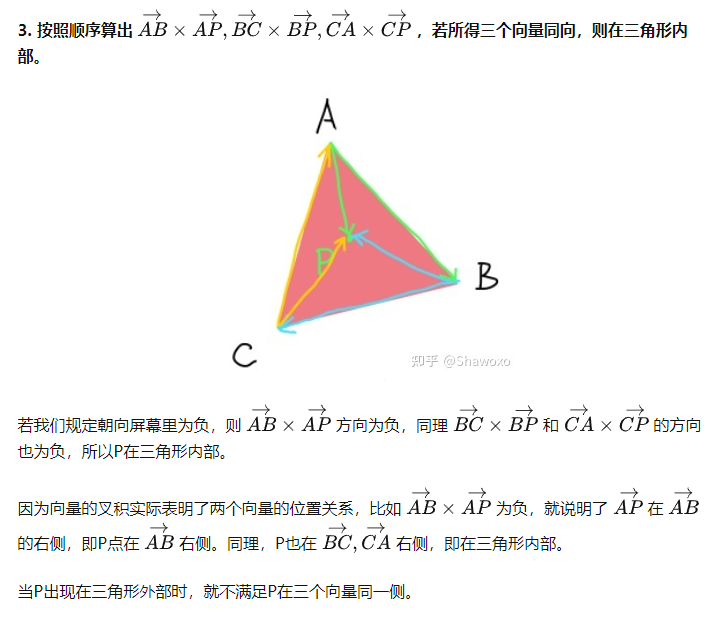 3. 按照顺序算出 $\overrightarrow{AB} \times \overrightarrow{AP}, \overrightarrow{BC} \times \overrightarrow{BP}, \overrightarrow{CA} \times \overrightarrow{CP}$ ，若所得三个向量同向，则在三角形内
部。
A
P
B
C
知乎 @Shawoxo
若我们规定朝向屏幕里为负，则 $\overrightarrow{AB} \times \overrightarrow{AP}$ 方向为负，同理 $\overrightarrow{BC} \times \overrightarrow{BP}$ 和 $\overrightarrow{CA} \times \overrightarrow{CP}$ 的方向
也为负，所以P在三角形内部。
因为向量的叉积实际表明了两个向量的位置关系，比如 $\overrightarrow{AB} \times \overrightarrow{AP}$ 为负，就说明了 $\overrightarrow{AP}$ 在 $\overrightarrow{AB}$
的右侧，即P点在 $\overrightarrow{AB}$ 右侧。同理，P也在 $\overrightarrow{BC}, \overrightarrow{CA}$ 右侧，即在三角形内部。
当P出现在三角形外部时，就不满足P在三个向量同一侧。